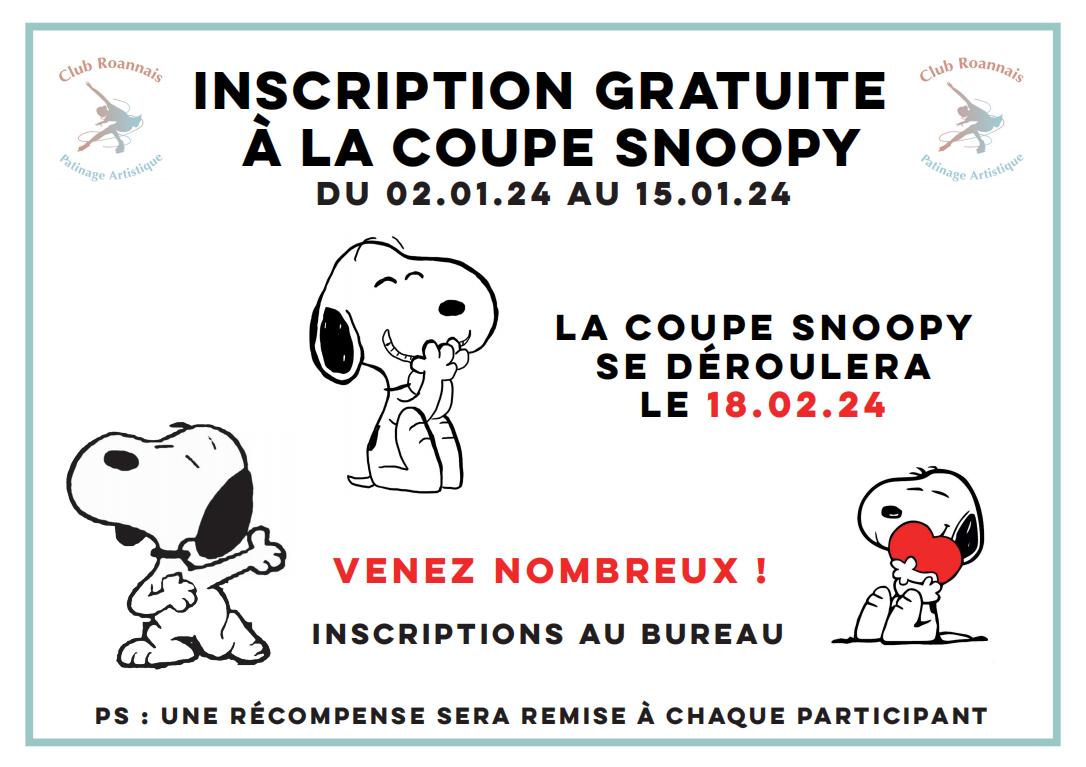 Club Roannais
Patinage Artistique
Club Roannais
Patinage Artistique
INSCRIPTION GRATUITE
À LA COUPE SNOOPY
DU 02.01.24 AU 15.01.24
LA COUPE SNOOPY
SE DÉROULERA
LE 18.02.24
VENEZ NOMBREUX !
INSCRIPTIONS AU BUREAU
PS : UNE RÉCOMPENSE SERA REMISE À CHAQUE PARTICIPANT